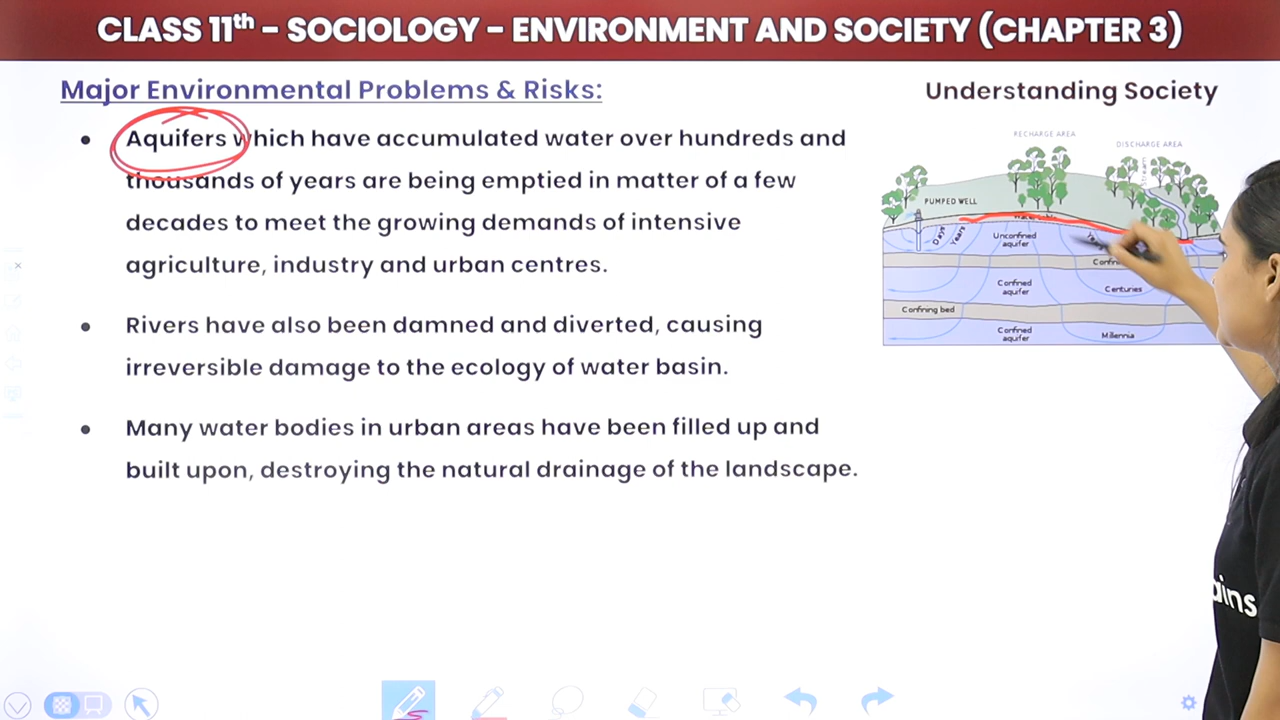 CLASS 11th – SOCIOLOGY – ENVIRONMENT AND SOCIETY (CHAPTER 3)
Major Environmental Problems & Risks:
Understanding Society
• Aquifers which have accumulated water over hundreds and
thousands of years are being emptied in matter of a few
decades to meet the growing demands of intensive
agriculture, industry and urban centres.
• Rivers have also been damned and diverted, causing
irreversible damage to the ecology of water basin.
• Many water bodies in urban areas have been filled up and
built upon, destroying the natural drainage of the landscape.
RECHARGE AREA
DISCHARGE AREA
Stream
PUMPED WELL
Water table
Days
Years
Unconfined
aquifer
Confined
aquifer
Centuries
Confining bed
Confined
aquifer
Millennia
ains